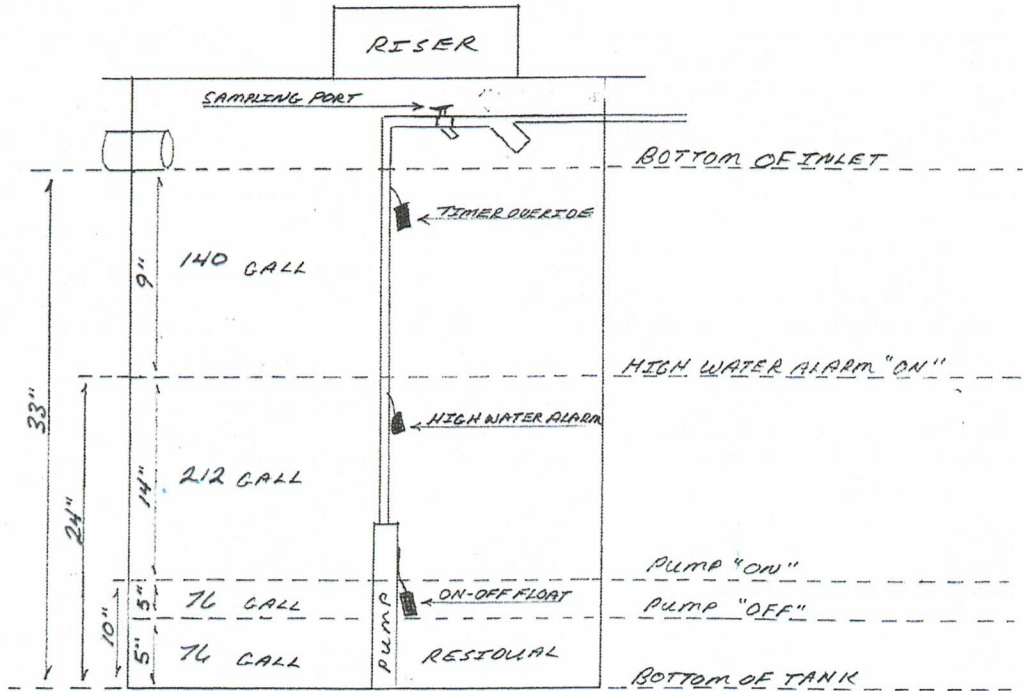 RISER
SAMPLING PORT
BOTTOM OF INLET
TIMER OVERIDE
140 GALL
9"
HIGH WATER ALARM "ON"
33"
HIGH WATER ALARM
212 GALL
14"
24"
PUMP "ON"
ON-OFF FLOAT
76 GALL
5"
PUMP "OFF"
10"
PUMP
RESIDUAL
76 GALL
5"
BOTTOM OF TANK